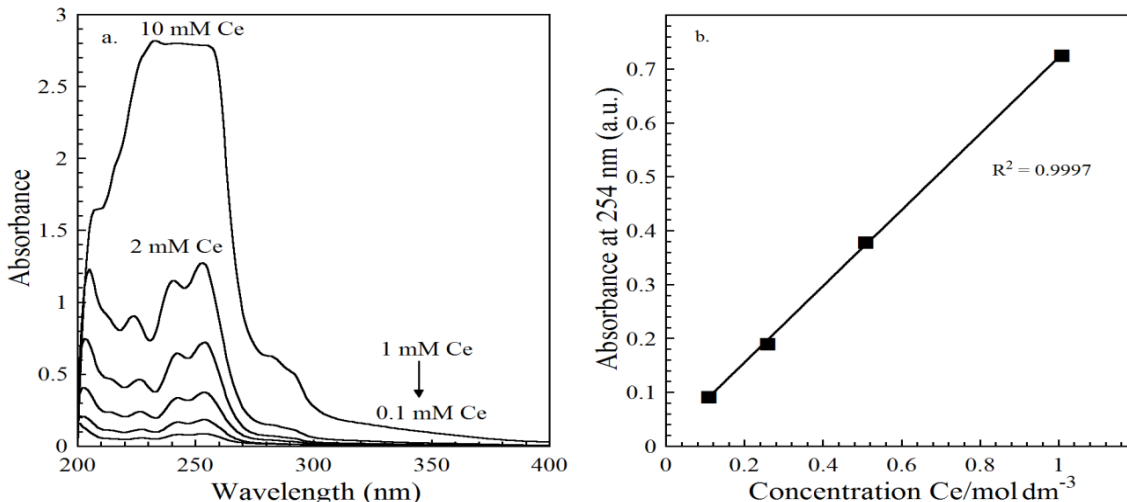 a.
10 mM Ce
2 mM Ce
1 mM Ce
0.1 mM Ce
3
2.5
2
1.5
1
0.5
0
200 250 300 350 400
Absorbance
Wavelength (nm)
b.
R² = 0.9997
0.7
0.6
0.5
0.4
0.3
0.2
0.1
0
0 0.2 0.4 0.6 0.8 1
Absorbance at 254 nm (a.u.)
Concentration Ce/mol dm⁻³